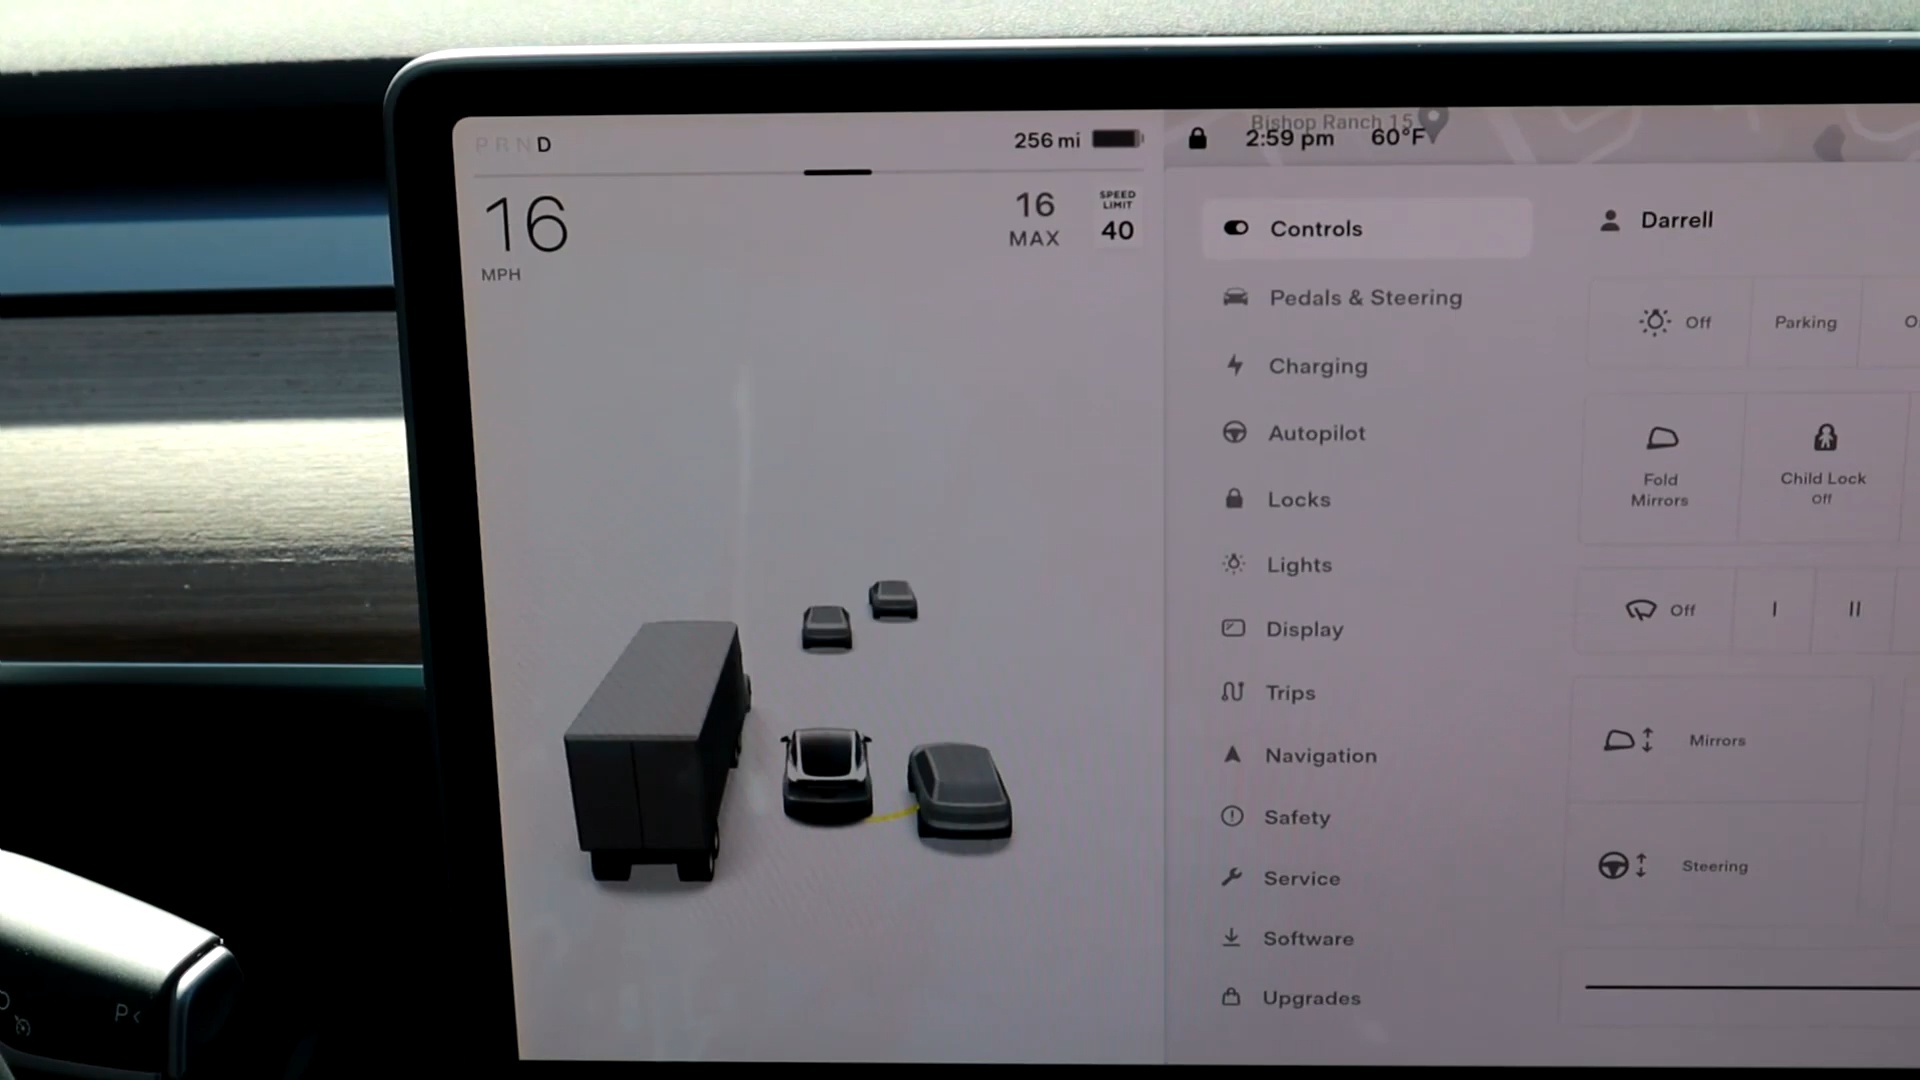 PRND
256 mi
16
MPH
16
MAX
SPEED
LIMIT
40
Bishop Ranch 15
2:59 pm
60°F
Controls
Pedals & Steering
Charging
Autopilot
Locks
Lights
Display
Trips
Navigation
Safety
Service
Software
Upgrades
Darrell
Off
Parking
Fold
Mirrors
Child Lock
Off
Off
I
II
Mirrors
Steering
P<